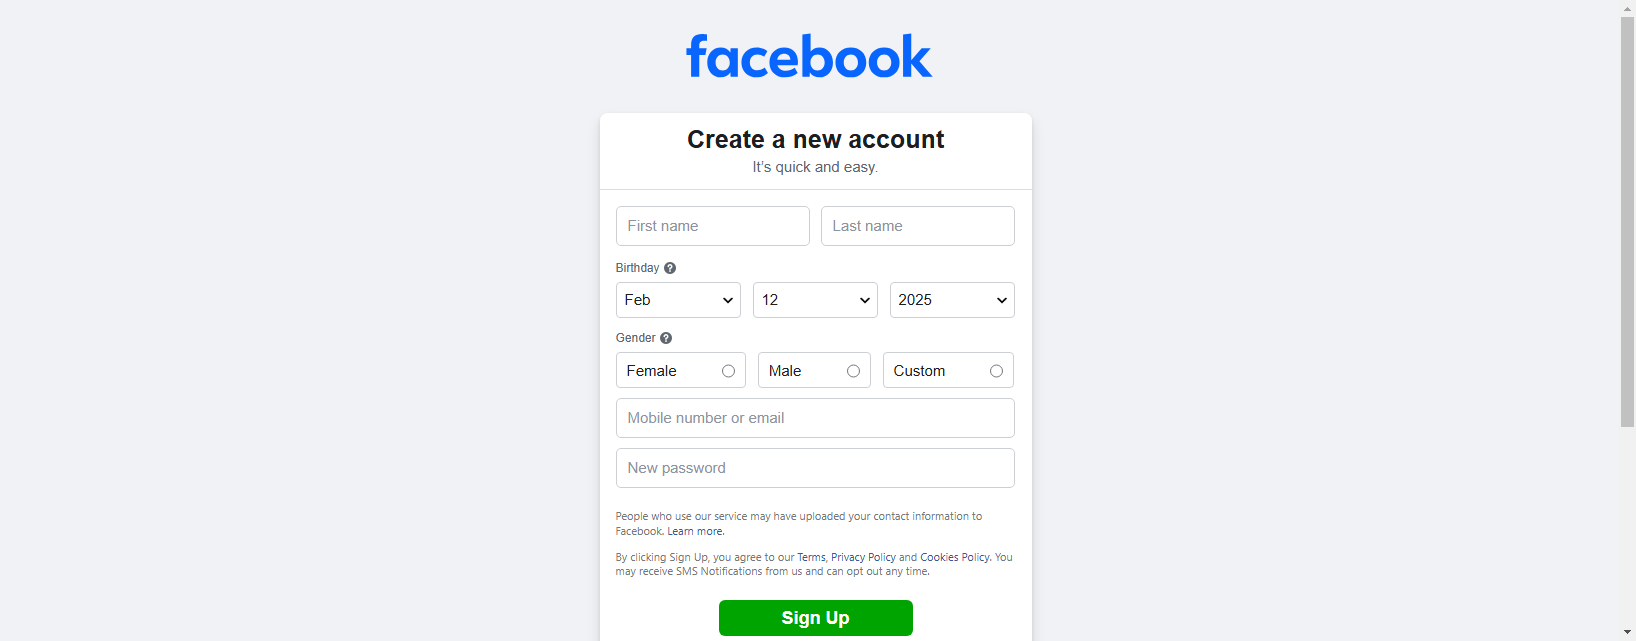 facebook
Create a new account
It's quick and easy.
First name Last name
Birthday ?
Feb 12 2025
Gender ?
Female Male Custom
Mobile number or email
New password
People who use our service may have uploaded your contact information to
Facebook. Learn more.
By clicking Sign Up, you agree to our Terms, Privacy Policy and Cookies Policy. You
may receive SMS Notifications from us and can opt out any time.
Sign Up